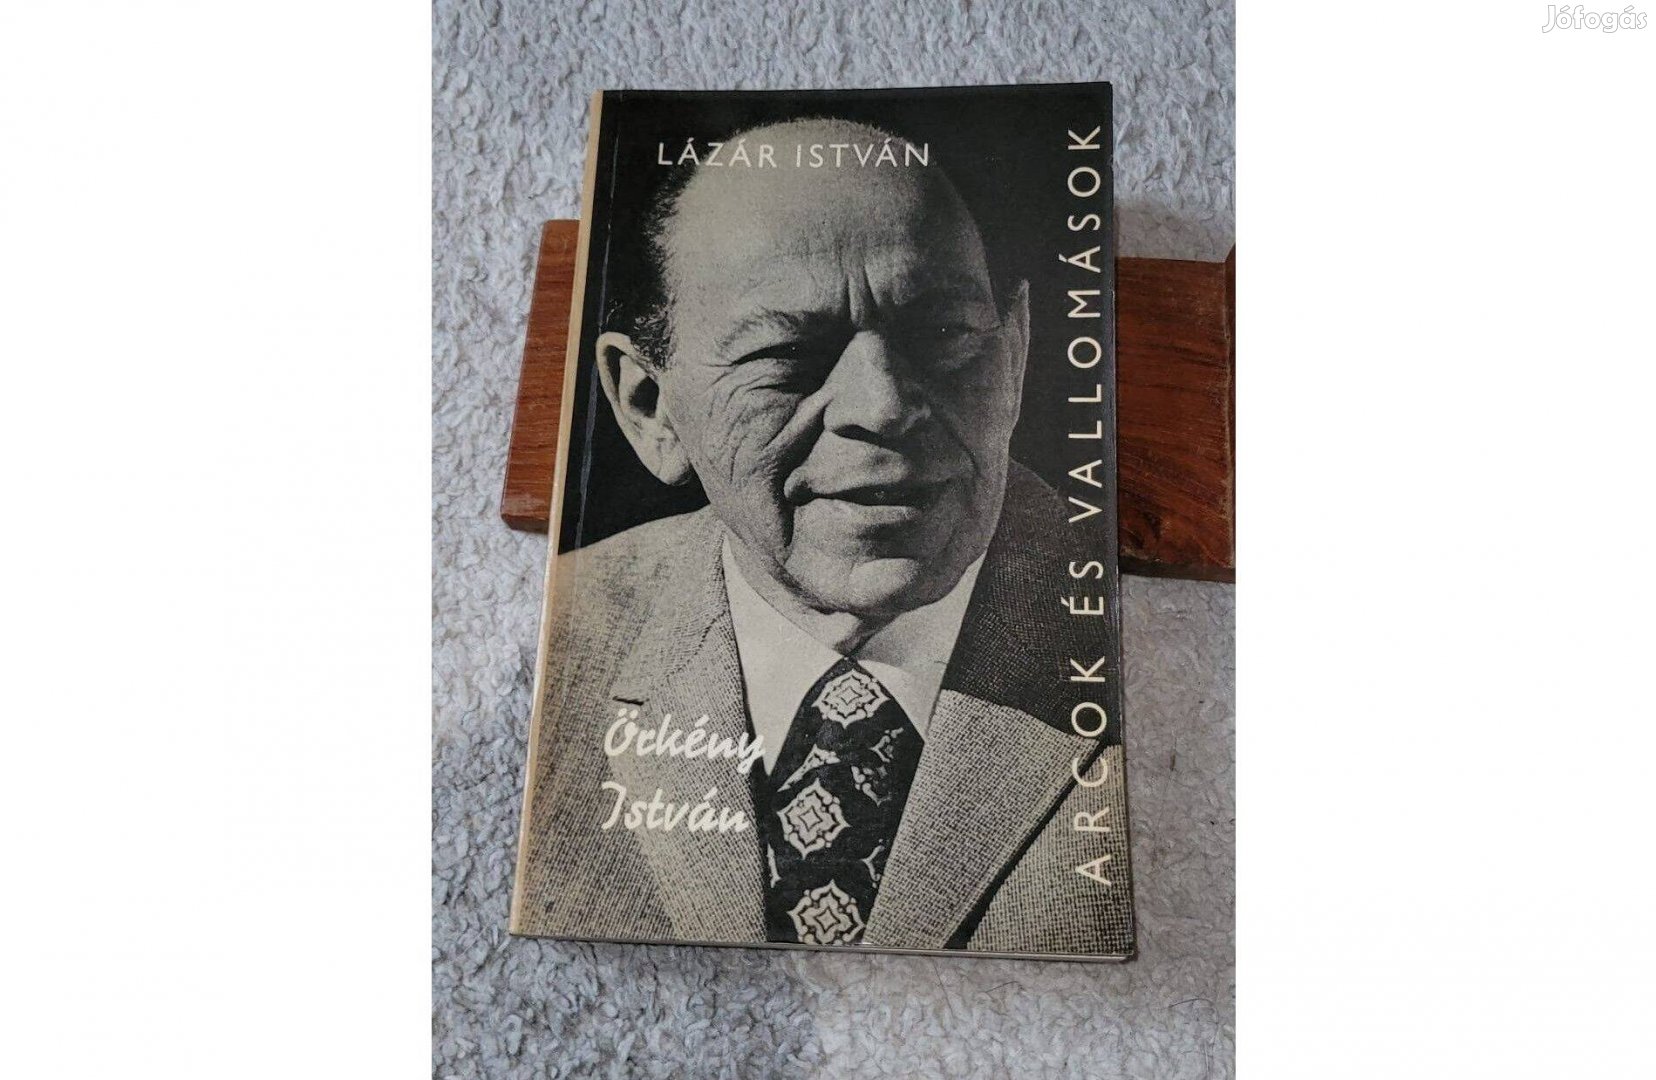 Jófogás
LÁZÁR ISTVÁN
ARCOK ÉS VALLOMÁSOK
Örkény
István